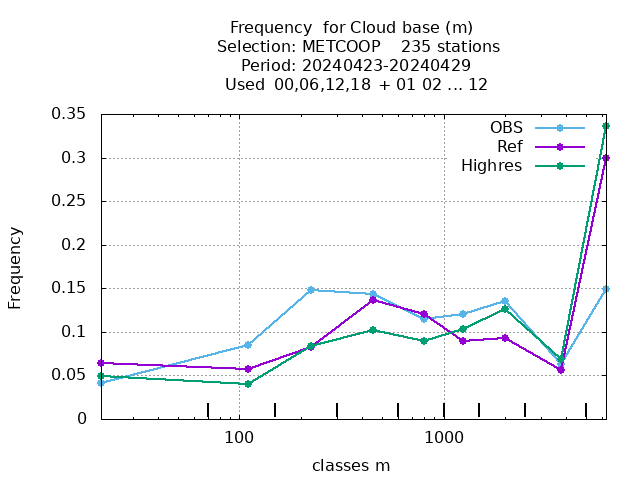 Frequency  for Cloud base (m)
Selection: METCOOP    235 stations
Period: 20240423-20240429
Used  00,06,12,18 + 01 02 ... 12
OBS
Ref
Highres
0.35
0.3
0.25
0.2
0.15
0.1
0.05
0
Frequency
100
1000
classes m